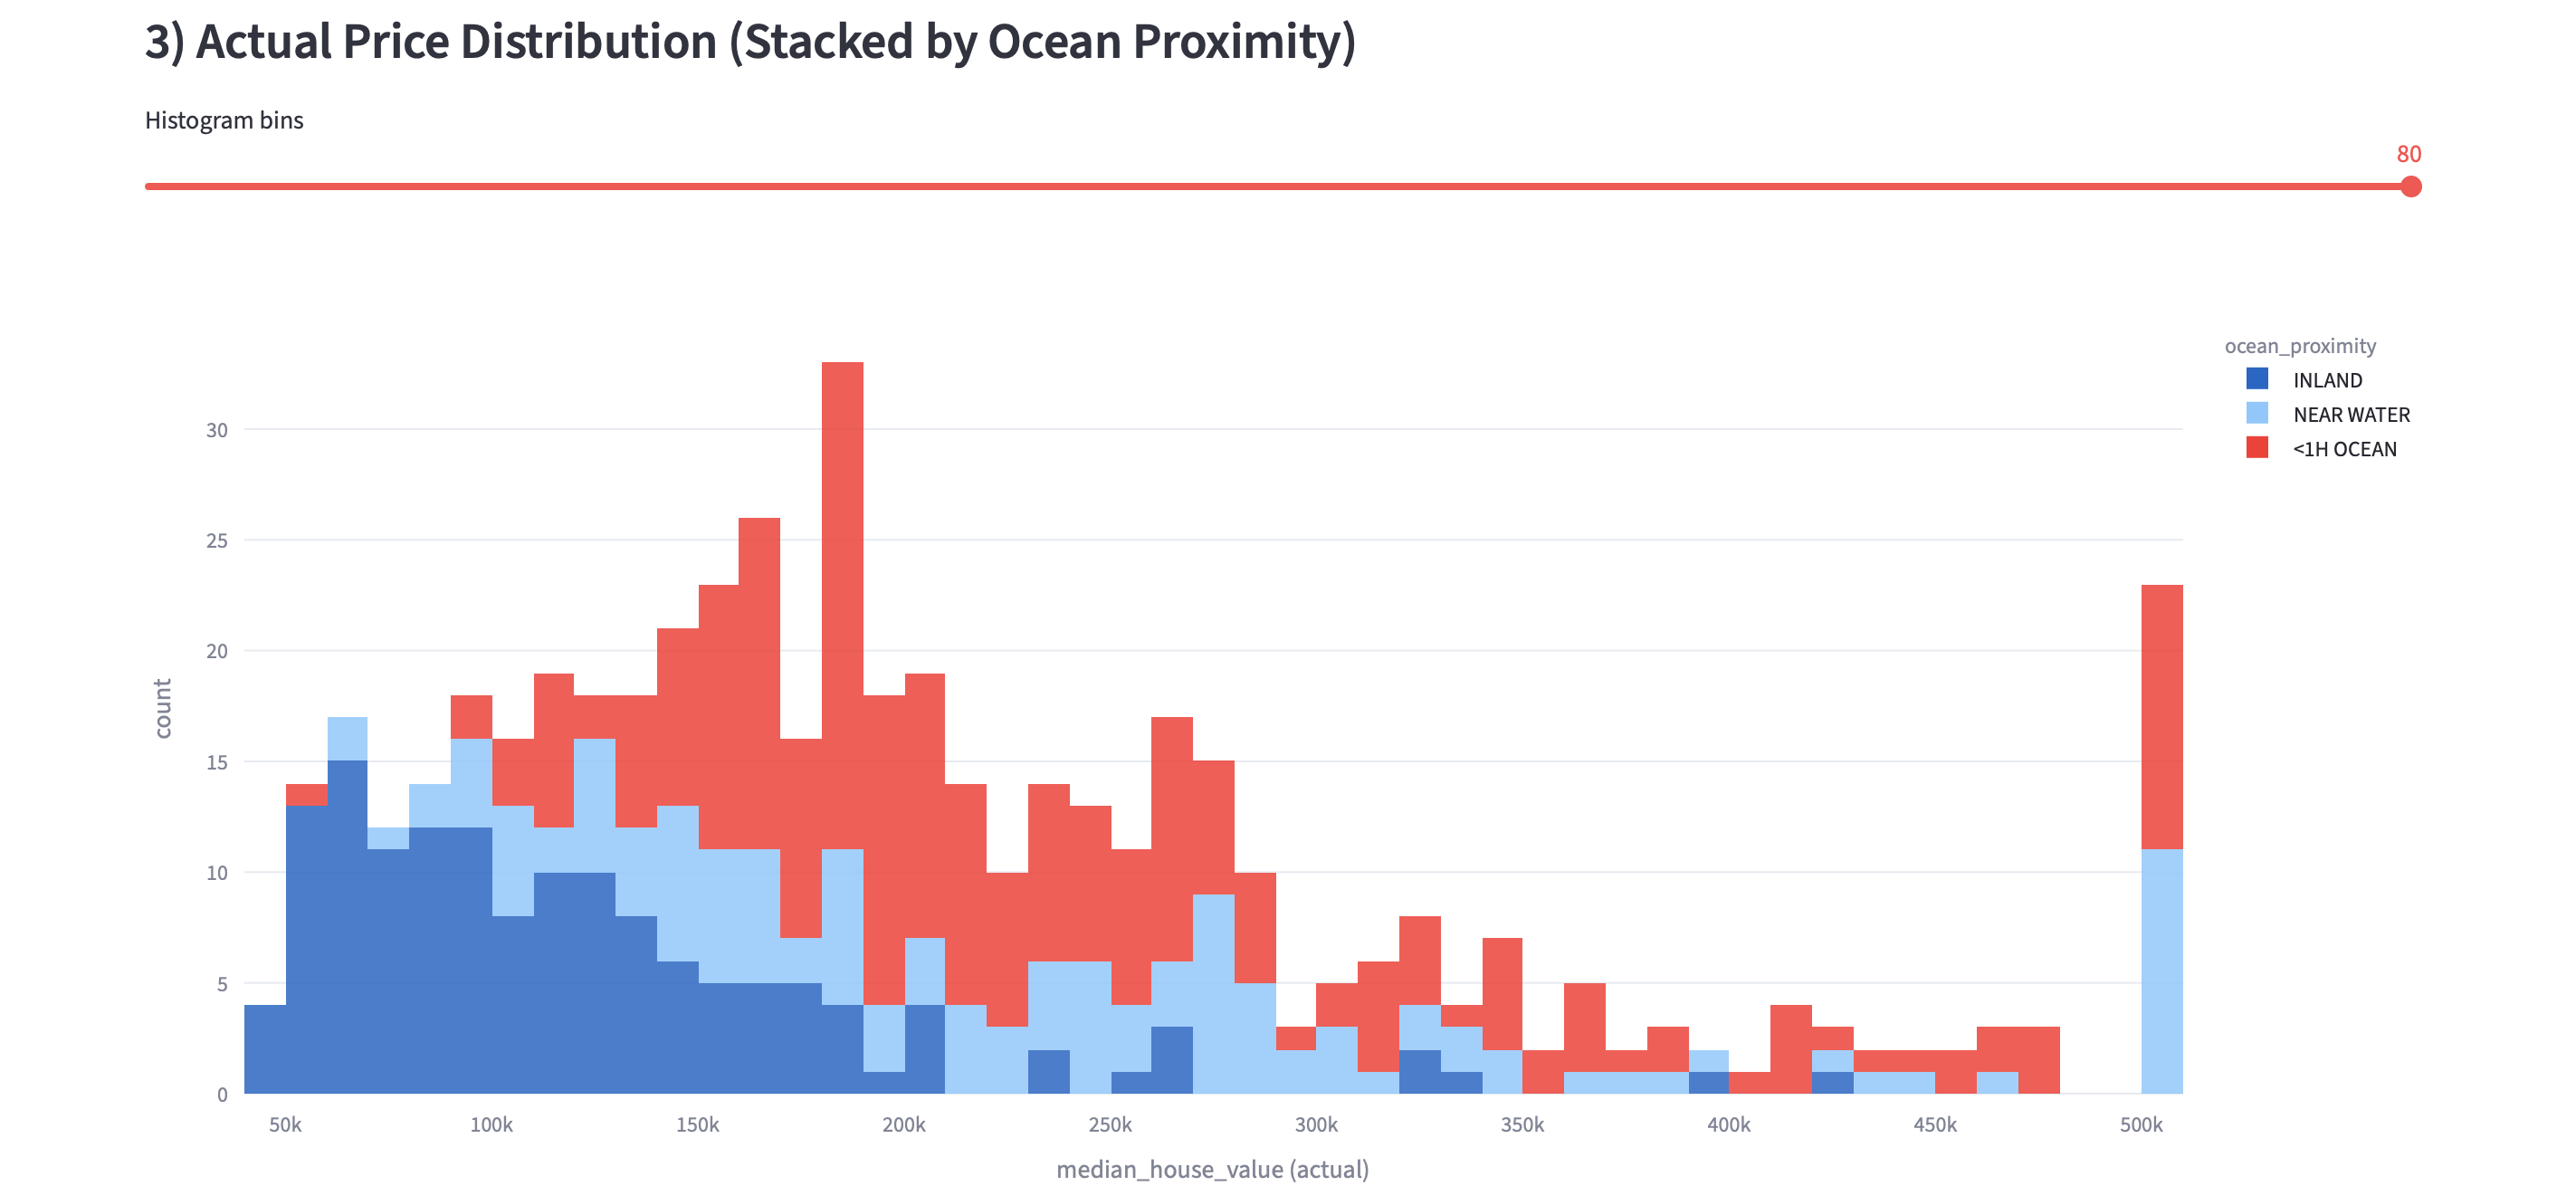 3) Actual Price Distribution (Stacked by Ocean Proximity)
Histogram bins
80
ocean_proximity
INLAND
NEAR WATER
<1H OCEAN
30
25
20
15
10
5
0
count
50k 100k 150k 200k 250k 300k 350k 400k 450k 500k
median_house_value (actual)